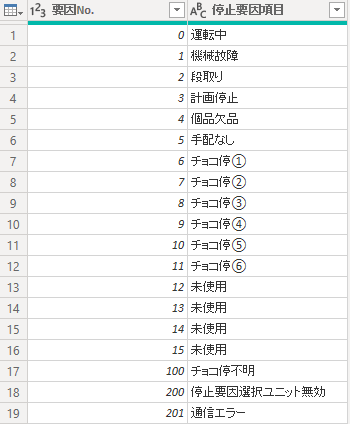 1 2 3 要因No. A B C 停止要因項目
1 0 運転中
2 1 機械故障
3 2 段取り
4 3 計画停止
5 4 個品欠品
6 5 手配なし
7 6 チョコ停①
8 7 チョコ停②
9 8 チョコ停③
10 9 チョコ停④
11 10 チョコ停⑤
12 11 チョコ停⑥
13 12 未使用
14 13 未使用
15 14 未使用
16 15 未使用
17 100 チョコ停不明
18 200 停止要因選択ユニット無効
19 201 通信エラー